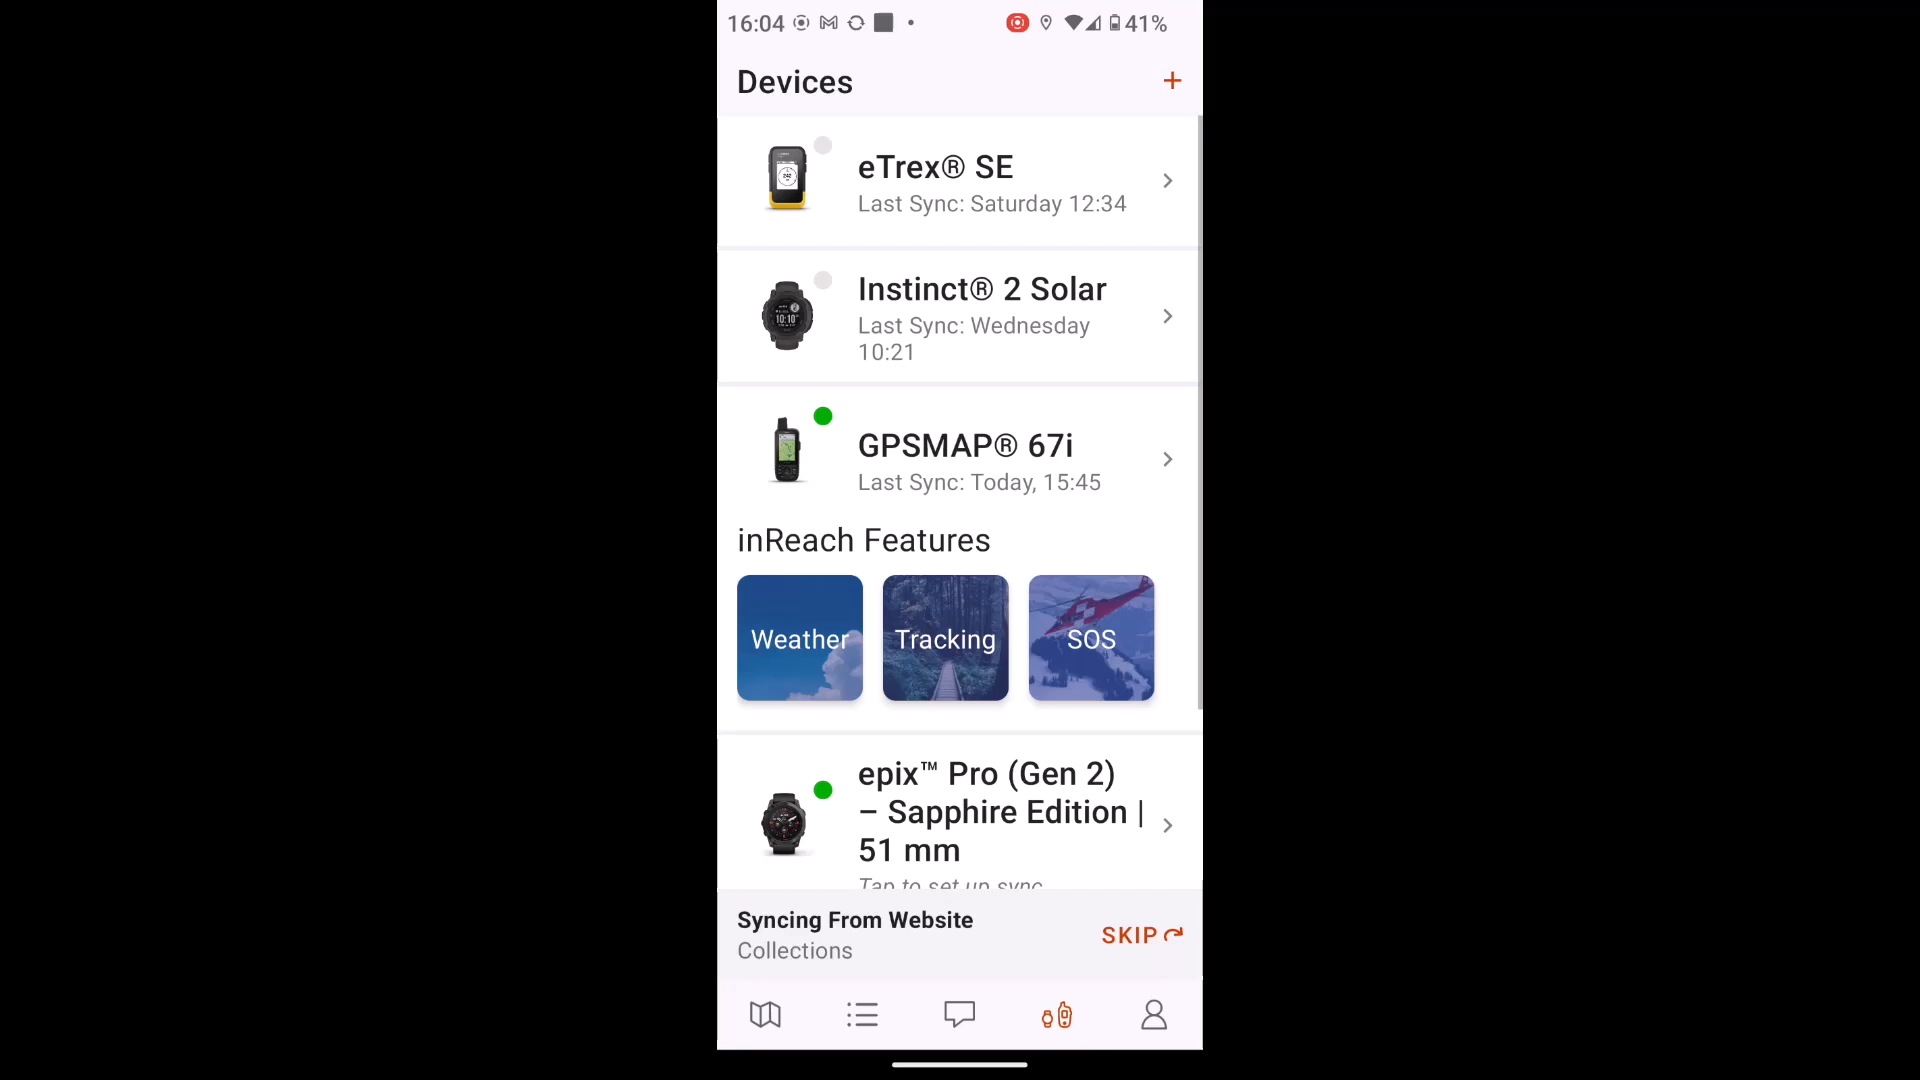 16:04
41%
Devices
+
eTrex® SE
Last Sync: Saturday 12:34
Instinct® 2 Solar
Last Sync: Wednesday
10:21
GPSMAP® 67i
Last Sync: Today, 15:45
inReach Features
Weather
Tracking
SOS
epix™ Pro (Gen 2)
– Sapphire Edition |
51 mm
Tap to set up sync
Syncing From Website
Collections
SKIP